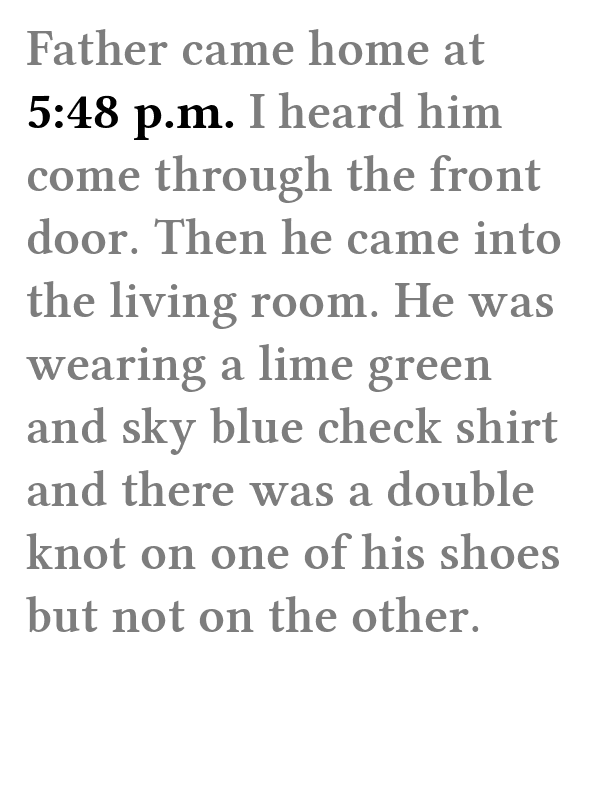 Father came home at
5:48 p.m. I heard him
come through the front
door. Then he came into
the living room. He was
wearing a lime green
and sky blue check shirt
and there was a double
knot on one of his shoes
but not on the other.